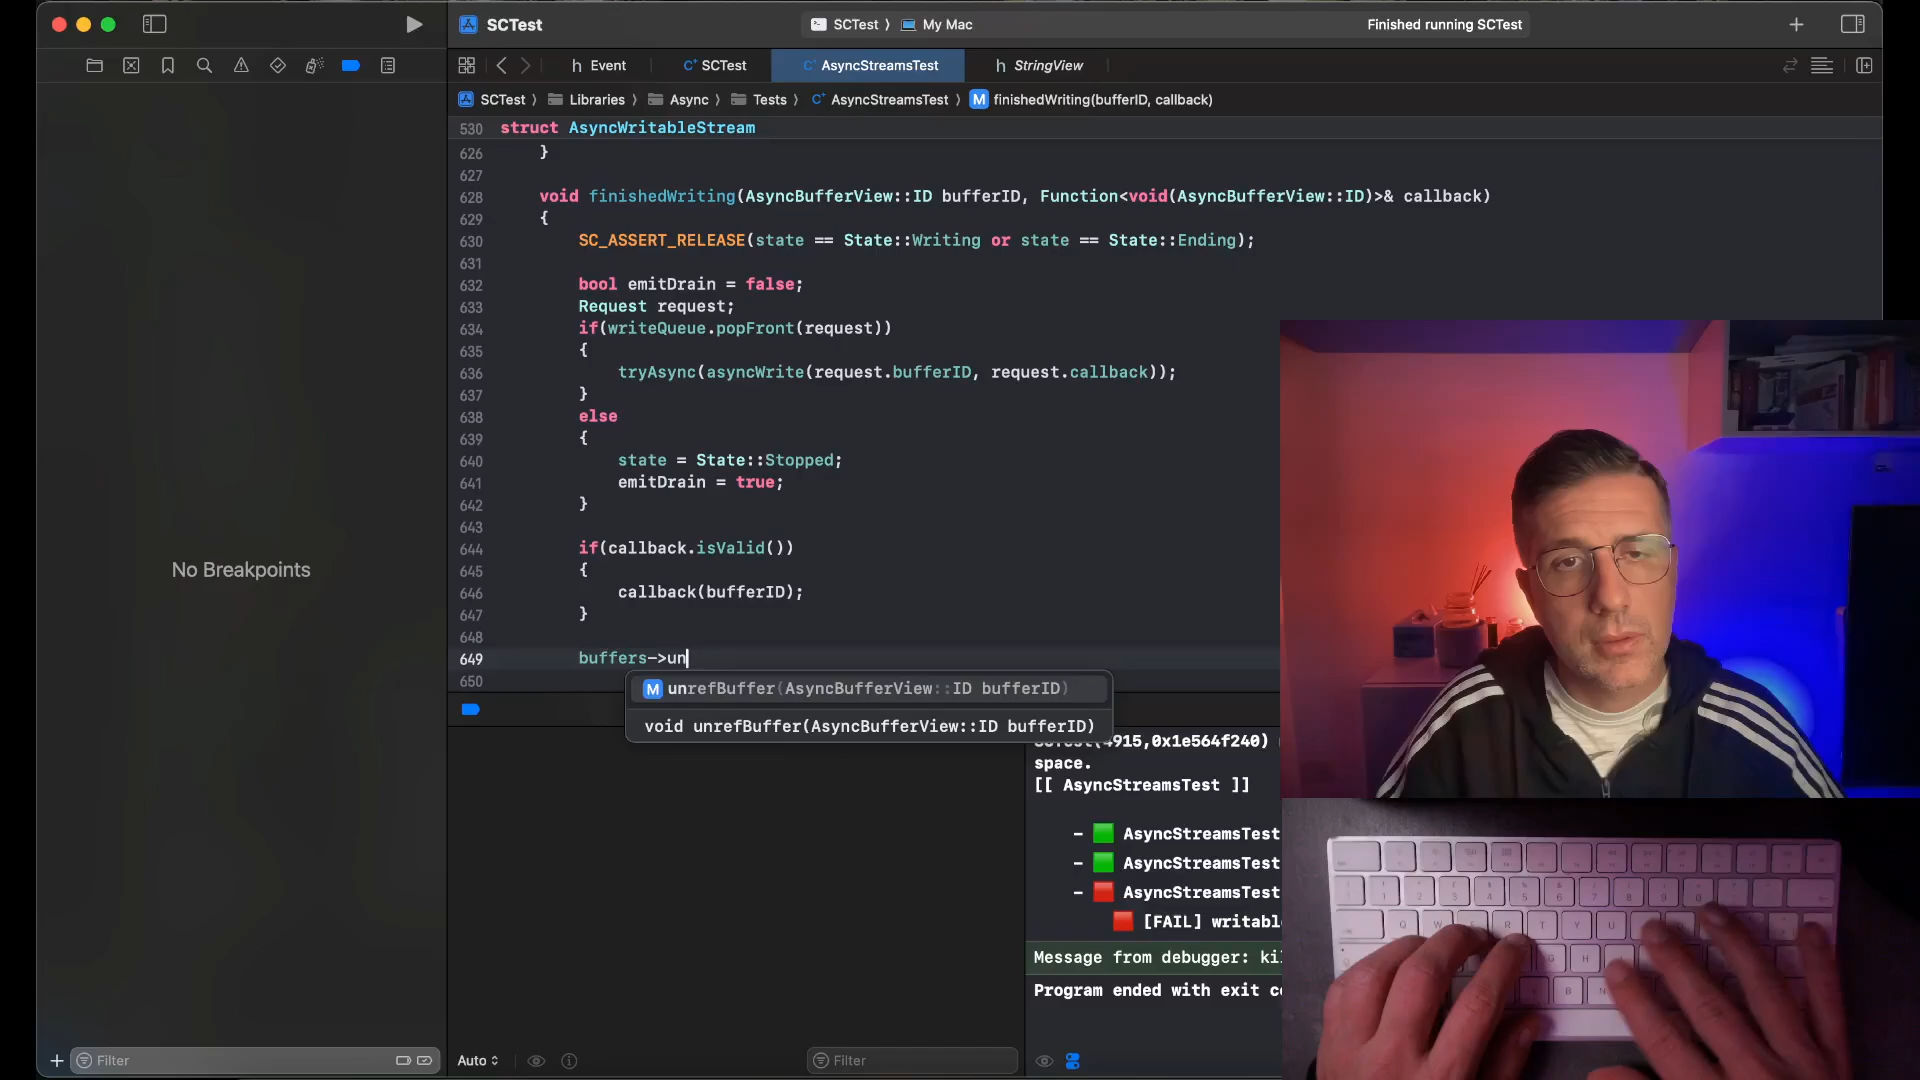 SCTest
SCTest 〉 My Mac
Finished running SCTest
Event
SCTest
AsyncStreamsTest
StringView
SCTest 〉 Libraries 〉 Async 〉 Tests 〉 AsyncStreamsTest 〉 M finishedWriting(bufferID, callback)
530 struct AsyncWritableStream
626 }
627
628 void finishedWriting(AsyncBufferView::ID bufferID, Function<void(AsyncBufferView::ID)>& callback)
629 {
630 SC_ASSERT_RELEASE(state == State::Writing or state == State::Ending);
631
632 bool emitDrain = false;
633 Request request;
634 if(writeQueue.popFront(request))
635 {
636 tryAsync(asyncWrite(request.bufferID, request.callback));
637 }
638 else
639 {
640 state = State::Stopped;
641 emitDrain = true;
642 }
643
644 if(callback.isValid())
645 {
646 callback(bufferID);
647 }
648
649 buffers->un
650
M unrefBuffer(AsyncBufferView::ID bufferID)
void unrefBuffer(AsyncBufferView::ID bufferID)
No Breakpoints
space.
[[ AsyncStreamsTest ]]
- AsyncStreamsTest
- AsyncStreamsTest
- AsyncStreamsTest
[FAIL] writabl
Message from debugger: ki
Program ended with exit c
Filter
Auto
Filter